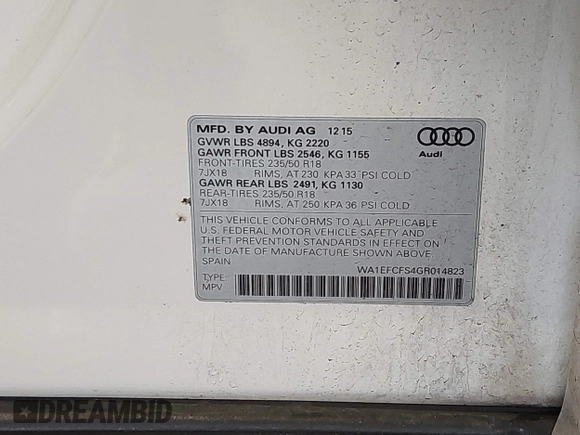 MFD. BY AUDI AG 12 15
GVWR LBS 4894, KG 2220
GAWR FRONT LBS 2546, KG 1155
FRONT-TIRES 235/50 R18
7JX18 RIMS, AT 230 KPA 33 PSI COLD
GAWR REAR LBS 2491, KG 1130
REAR-TIRES 235/50 R18
7JX18 RIMS, AT 250 KPA 36 PSI COLD
Audi
THIS VEHICLE CONFORMS TO ALL APPLICABLE
U.S. FEDERAL MOTOR VEHICLE SAFETY AND
THEFT PREVENTION STANDARDS IN EFFECT ON
THE DATE OF MANUFACTURE SHOWN ABOVE.
SPAIN
WA1EFCFS4GR014823
TYPE:
MPV
DREAMBID